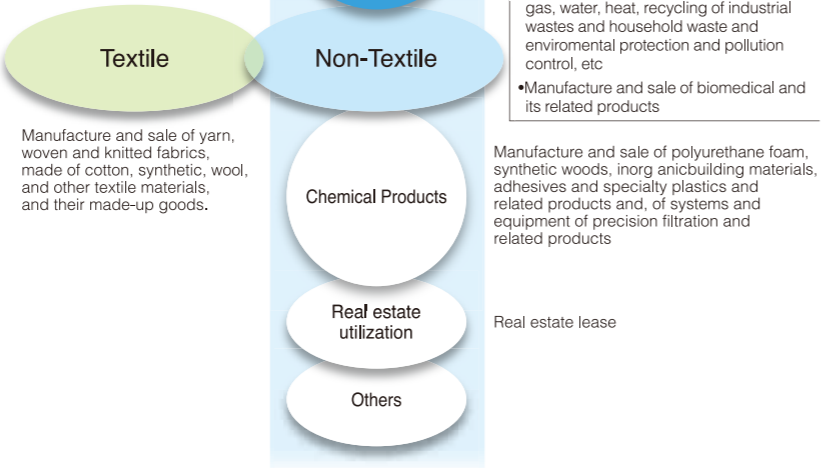 gas, water, heat, recycling of industrial
wastes and household waste and
enviromental protection and pollution
control, etc
•Manufacture and sale of biomedical and
its related products
Textile
Non-Textile
Manufacture and sale of yarn,
woven and knitted fabrics,
made of cotton, synthetic, wool,
and other textile materials,
and their made-up goods.
Chemical Products
Manufacture and sale of polyurethane foam,
synthetic woods, inorg anicbuilding materials,
adhesives and specialty plastics and
related products and, of systems and
equipment of precision filtration and
related products
Real estate
utilization
Real estate lease
Others